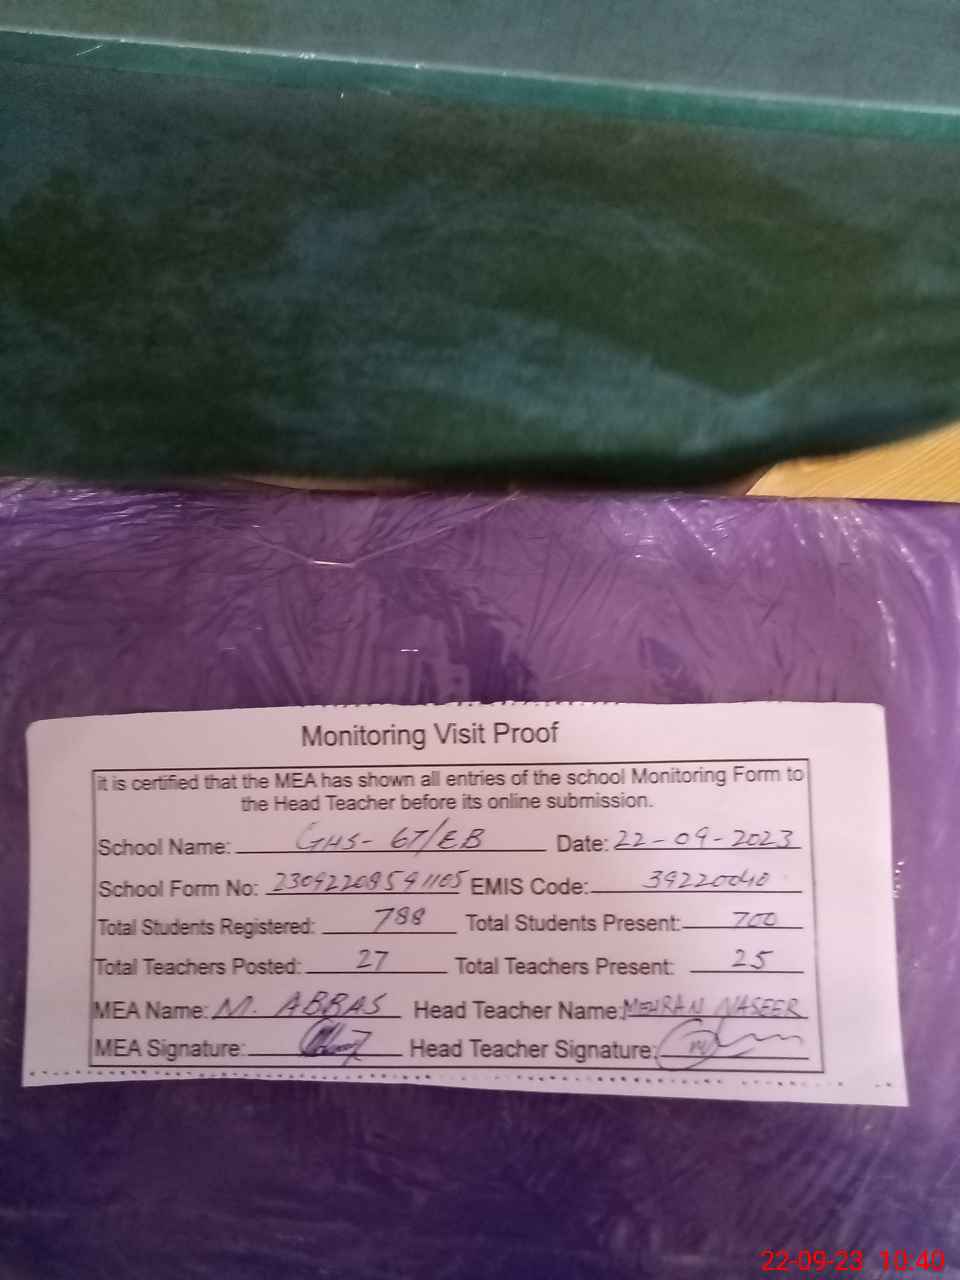 Monitoring Visit Proof
it is certified that the MEA has shown all entries of the school Monitoring Form to
the Head Teacher before its online submission.
School Name: GHS- 67/EB Date: 22-09-2023
School Form No: EMIS Code: 39220040
Total Students Registered: 788 Total Students Present: 700
Total Teachers Posted: 27 Total Teachers Present: 25
MEA Name: M. ABBAS Head Teacher Name: MEHRAN NASEER
MEA Signature: Head Teacher Signature:
22-09-23 10:40